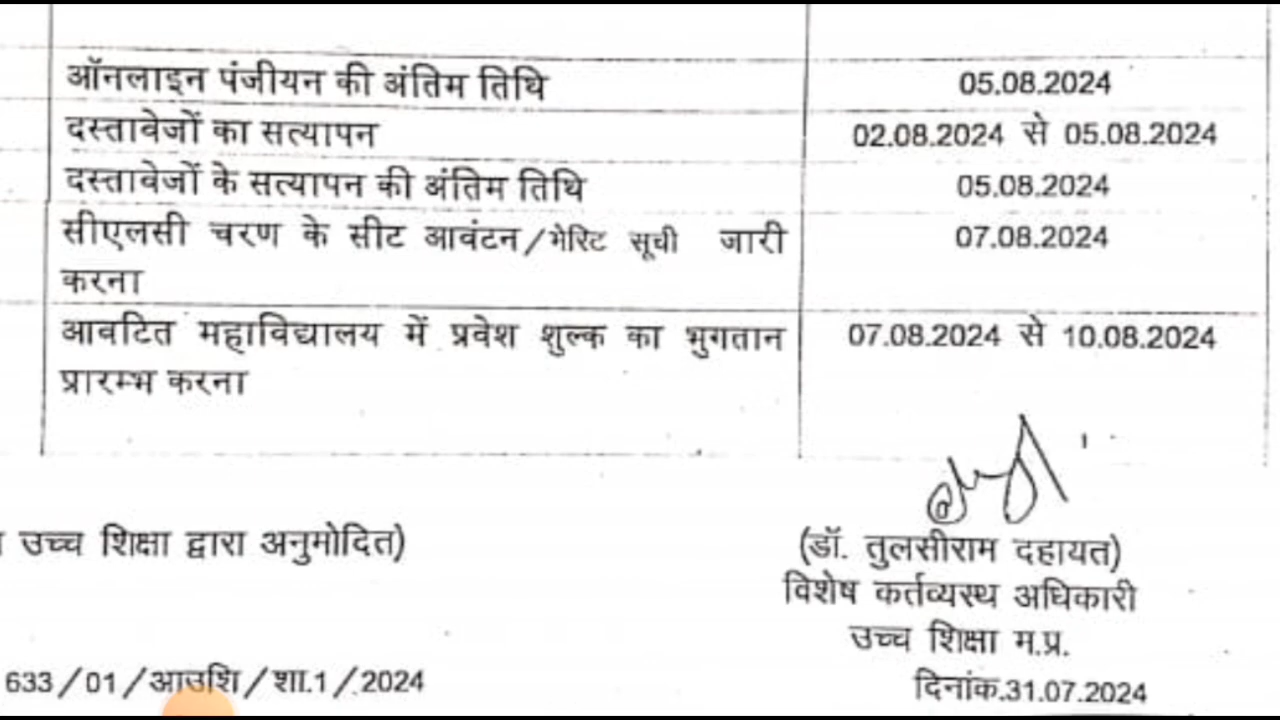 ऑनलाइन पंजीयन की अंतिम तिथि 05.08.2024
दस्तावेजों का सत्यापन 02.08.2024 से 05.08.2024
दस्तावेजों के सत्यापन की अंतिम तिथि 05.08.2024
सीएलसी चरण के सीट आवंटन/मेरिट सूची जारी 07.08.2024
करना
आवटित महाविद्यालय में प्रवेश शुल्क का भुगतान 07.08.2024 से 10.08.2024
प्रारम्भ करना
उच्च शिक्षा द्वारा अनुमोदित)
(डॉ. तुलसीराम दहायत)
विशेष कर्तव्यस्थ अधिकारी
उच्च शिक्षा म.प्र.
633/01/आउशि/शा.1/2024 दिनांक.31.07.2024